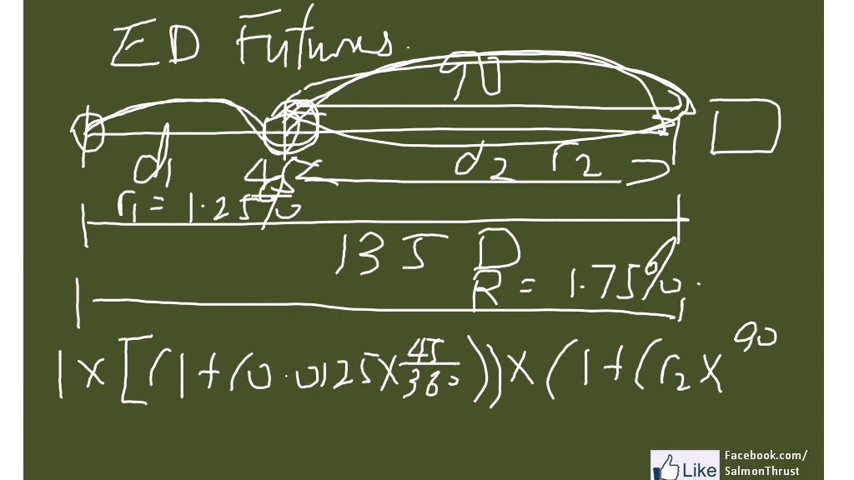 ED Futures.
90
d1 45 d2 r2
r1 = 1.25%
135 D
R = 1.75%.
1 x [(1 + (0.0125 x 45/360)) x (1 + (r2 x 90
Like Facebook.com/
SalmonThrust